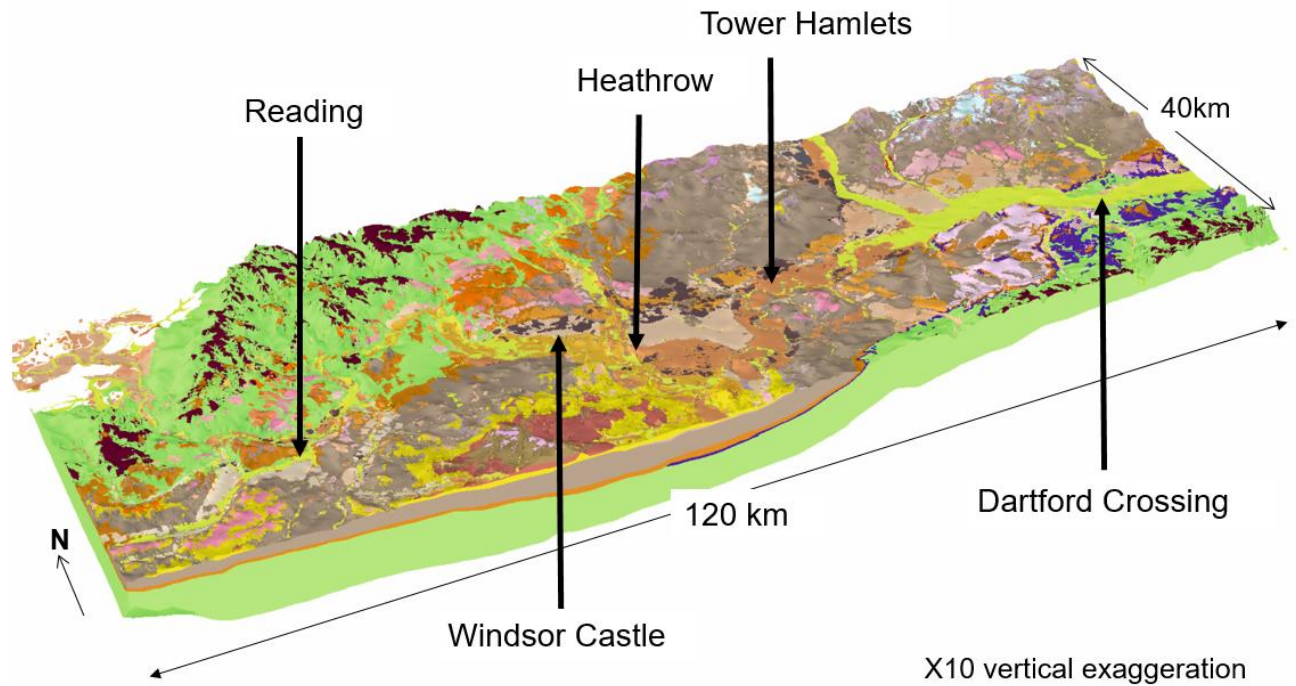 Tower Hamlets
Heathrow
Reading
40km
N
120 km
Dartford Crossing
Windsor Castle
X10 vertical exaggeration